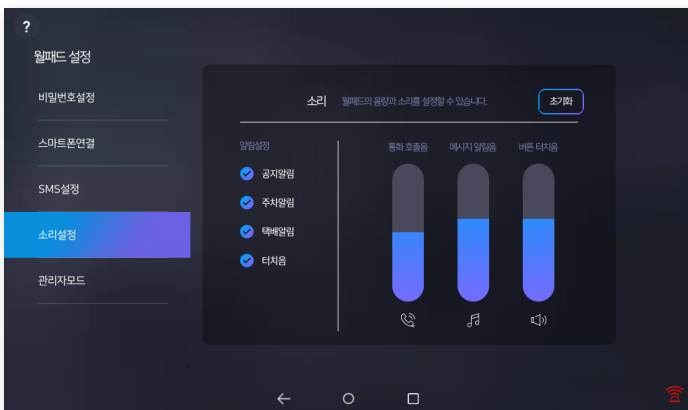 ?
월패드 설정
비밀번호설정
스마트폰연결
SMS설정
소리설정
관리자모드
소리 월패드의 음량과 소리를 설정할 수 있습니다. 초기화
알림설정
공지알림
주차알림
택배알림
터치음
통화 호출음 메시지 알림음 버튼 터치음